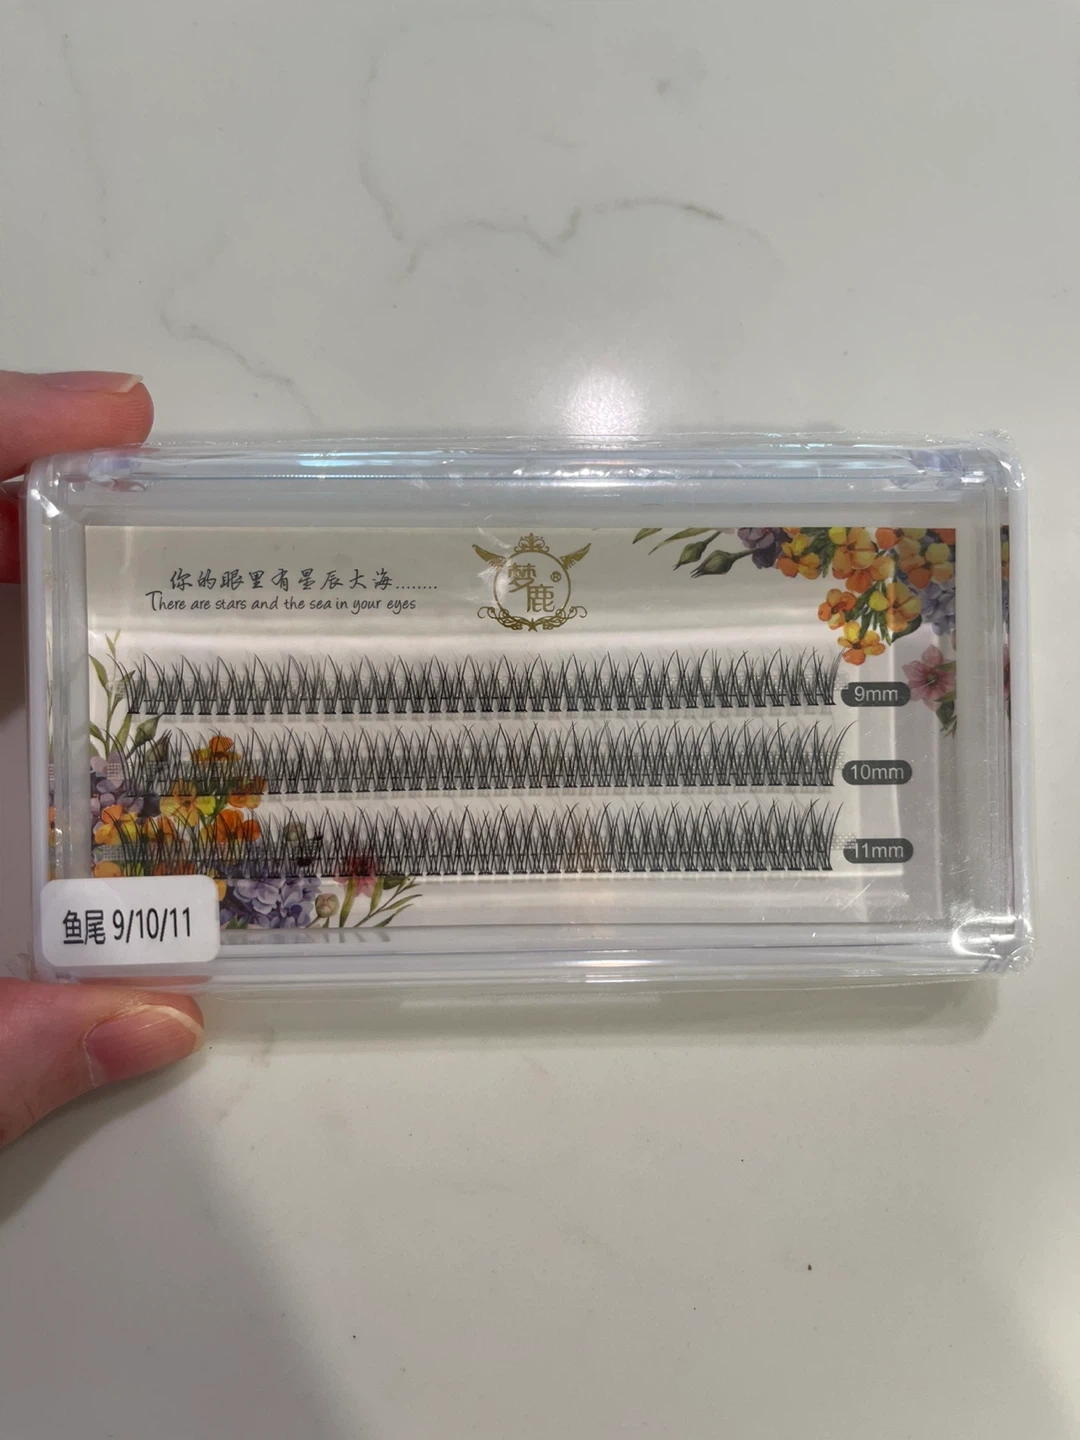 你的眼里有星辰大海........
There are stars and the sea in your eyes
梦鹿®
9mm
10mm
11mm
鱼尾 9/10/11